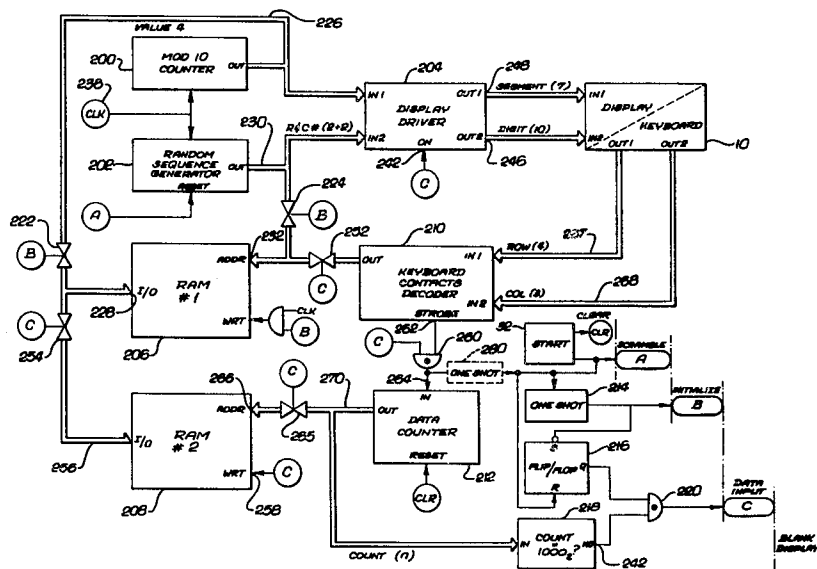 VALUE 4
226
200
MOD 10
COUNTER
OUT
238
CLK
230
202
RANDOM
SEQUENCE
GENERATOR
RESET
OUT
A
R&C# (2+2)
204
IN 1
OUT 1
DISPLAY
DRIVER
IN 2
OUT 2
ON
242
C
248
SEGMENT (7)
DIGIT (10)
246
IN 1
DISPLAY
KEYBOARD
IN 2
OUT 1
OUT 2
10
224
B
222
B
232
252
C
210
OUT
IN 1
KEYBOARD
CONTACTS
DECODER
IN 2
STROBE
262
ROW (4)
237
COL (3)
268
ADDR
I/O
RAM
#1
WRT
CLK
B
228
206
C
254
C
260
280
264
ONE SHOT
52
START
CLEAR
CLR
SCRAMBLE
A
214
ONE SHOT
INITIALIZE
B
C
266
270
265
ADDR
I/O
RAM
#2
WRT
C
256
208
258
OUT
IN
DATA
COUNTER
RESET
212
CLR
S
216
FLIP/FLOP
Q
R
220
DATA
INPUT
C
218
IN
COUNT
= 1000₂?
NO
242
COUNT (n)
BLANK
DISPLAY